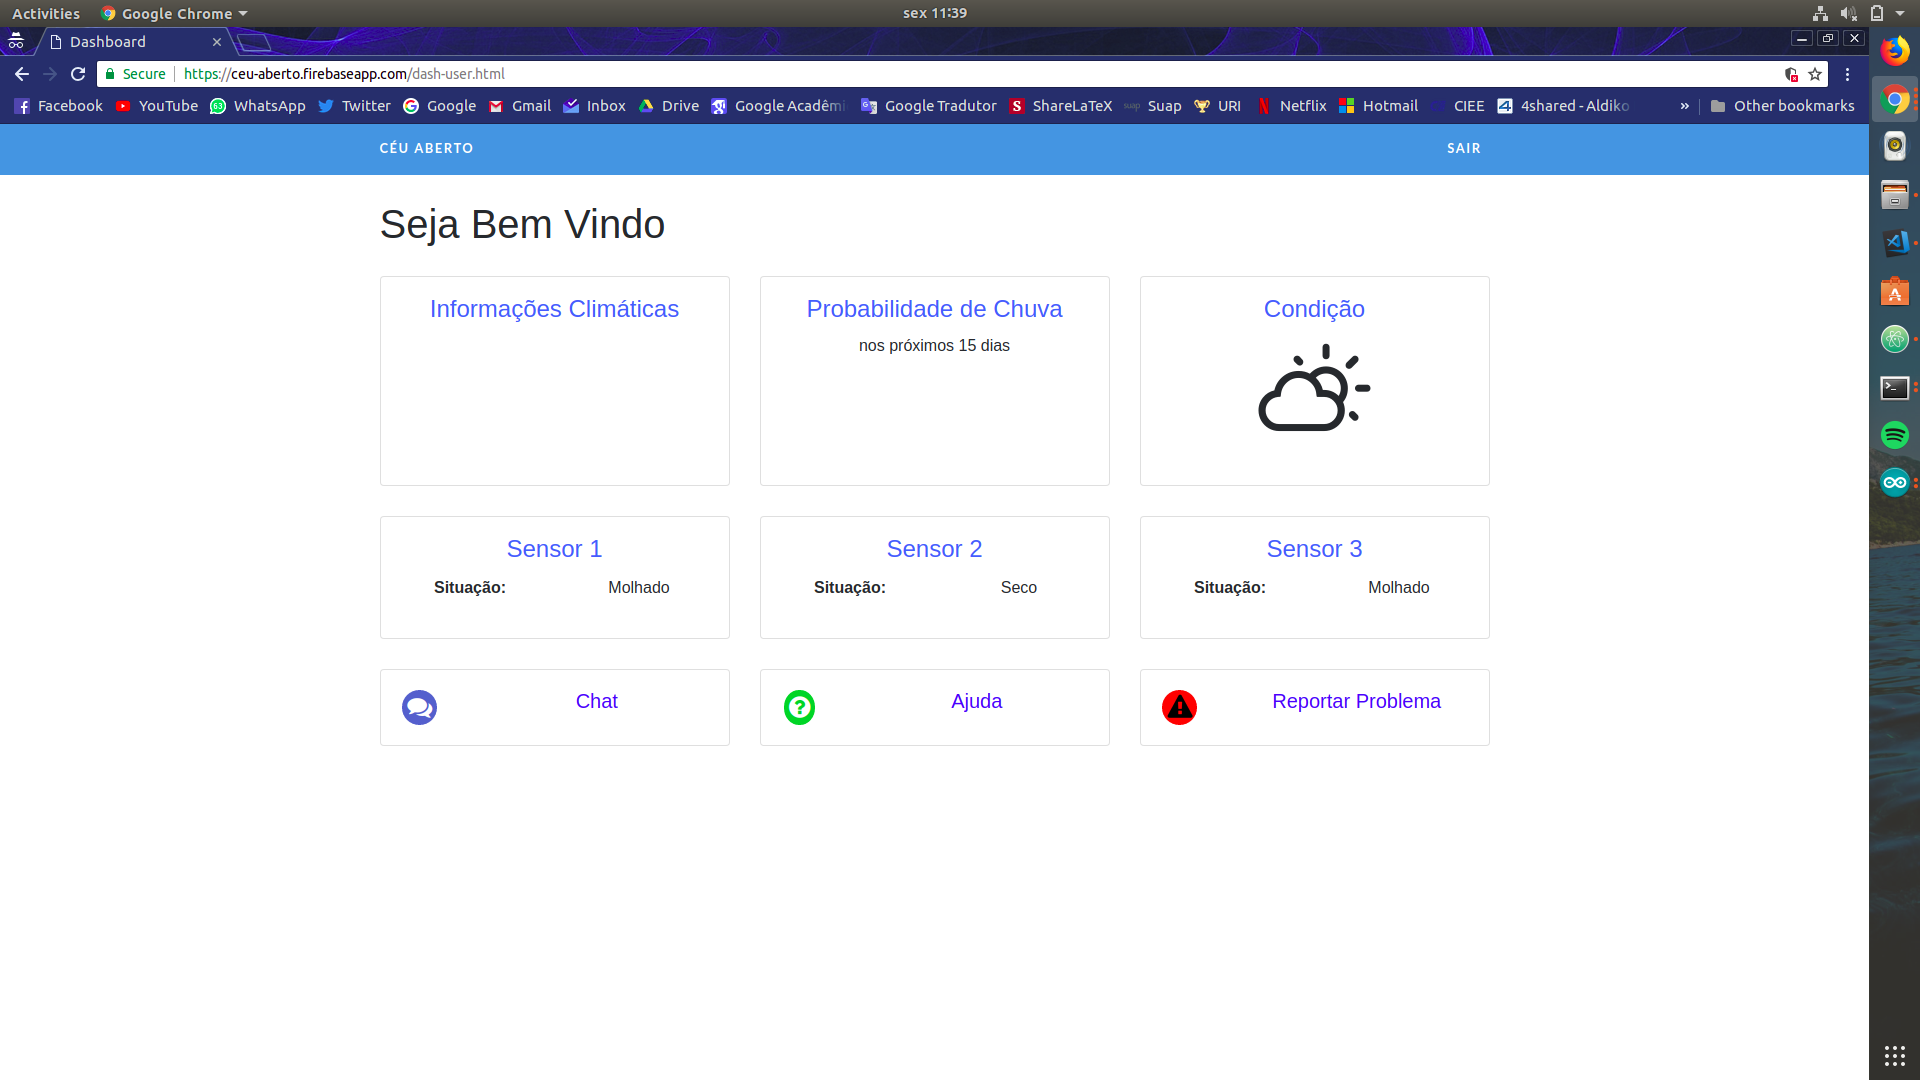 Activities Google Chrome sex 11:39
Dashboard
Secure https://ceu-aberto.firebaseapp.com/dash-user.html
Facebook YouTube WhatsApp Twitter Google Gmail Inbox Drive Google Acadêmi Google Tradutor ShareLaTeX Suap URI Netflix Hotmail CIEE 4shared - Aldiko » Other bookmarks
CÉU ABERTO SAIR
Seja Bem Vindo
Informações Climáticas Probabilidade de Chuva Condição
nos próximos 15 dias
Sensor 1 Sensor 2 Sensor 3
Situação: Molhado Situação: Seco Situação: Molhado
Chat Ajuda Reportar Problema